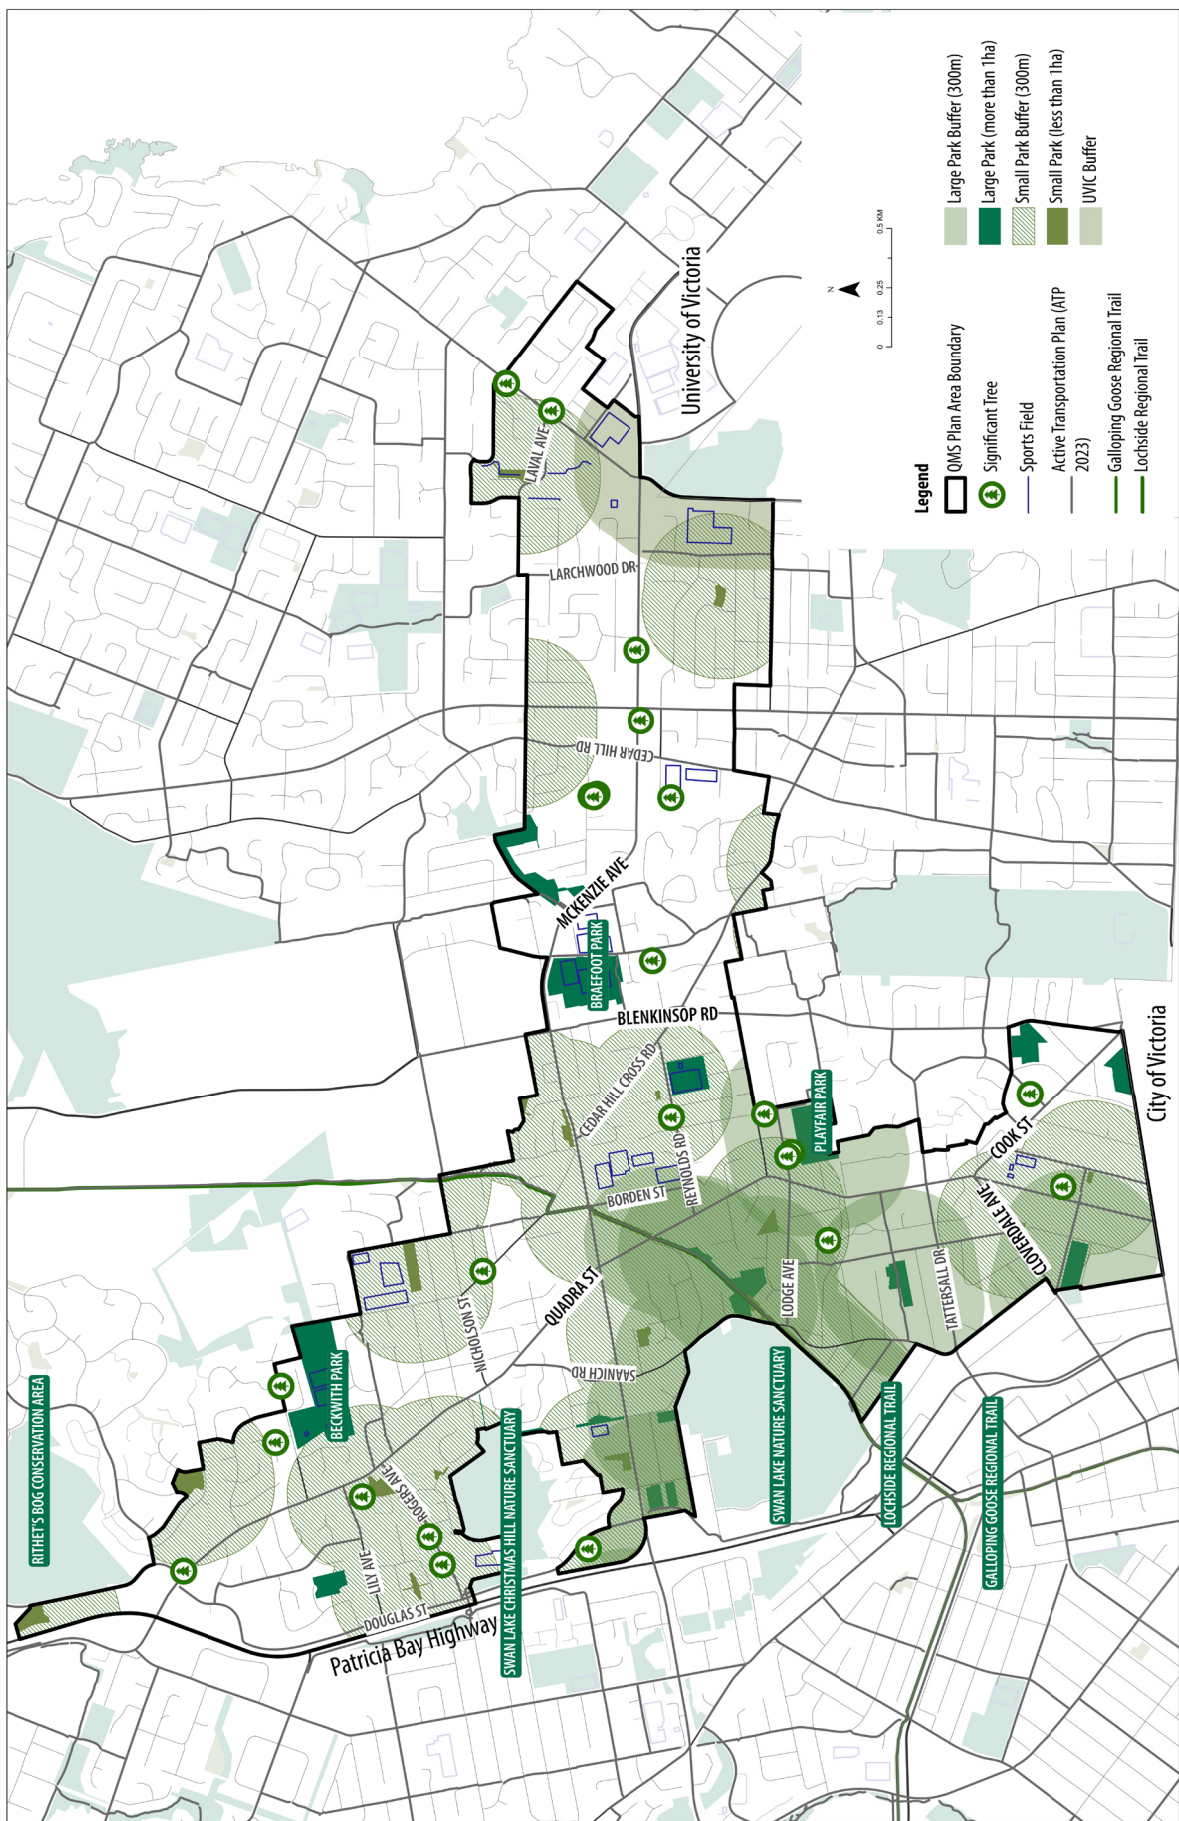 RITHET'S BOG CONSERVATION AREA
BECKWITH PARK
SWAN LAKE CHRISTMAS HILL NATURE SANCTUARY
SWAN LAKE NATURE SANCTUARY
LOCHSIDE REGIONAL TRAIL
GALLOPING GOOSE REGIONAL TRAIL
BRAEFOOT PARK
PLAYFAIR PARK
Patricia Bay Highway
DOUGLAS ST
LILY AVE
ROGERS AVE
NICHOLSON ST
QUADRA ST
SAANICH RD
BORDEN ST
REYNOLDS RD
CEDAR HILL CROSS RD
LODGE AVE
TATTERSALL DR
CLOVERDALE AVE
COOK ST
BLENKINSOP RD
MCKENZIE AVE
CEDAR HILL RD
LARCHWOOD DR
LAVAL AVE
University of Victoria
City of Victoria
N
0 0.13 0.25 0.5 KM
Legend
QMS Plan Area Boundary
Significant Tree
Sports Field
Active Transportation Plan (ATP
2023)
Galloping Goose Regional Trail
Lochside Regional Trail
Large Park Buffer (300m)
Large Park (more than 1ha)
Small Park Buffer (300m)
Small Park (less than 1ha)
UVIC Buffer